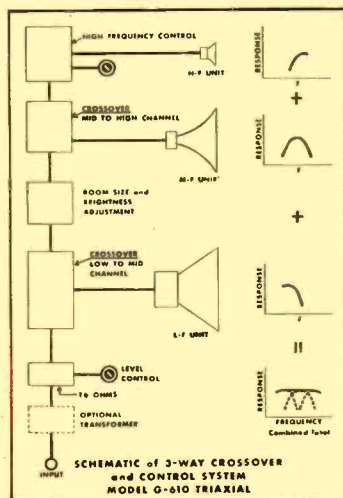 HIGH FREQUENCY CONTROL
H-F UNIT
RESPONSE
F
+
CROSSOVER
MID TO HIGH CHANNEL
M-F UNIT
RESPONSE
F
ROOM SIZE and
BRIGHTNESS
ADJUSTMENT
+
CROSSOVER
LOW TO MID
CHANNEL
L-F UNIT
RESPONSE
F
=
LEVEL
CONTROL
OHMS
OPTIONAL
TRANSFORMER
RESPONSE
FREQUENCY
Combined Total
INPUT
SCHEMATIC of 3-WAY CROSSOVER
and CONTROL SYSTEM
MODEL G-610 TRIAXIAL